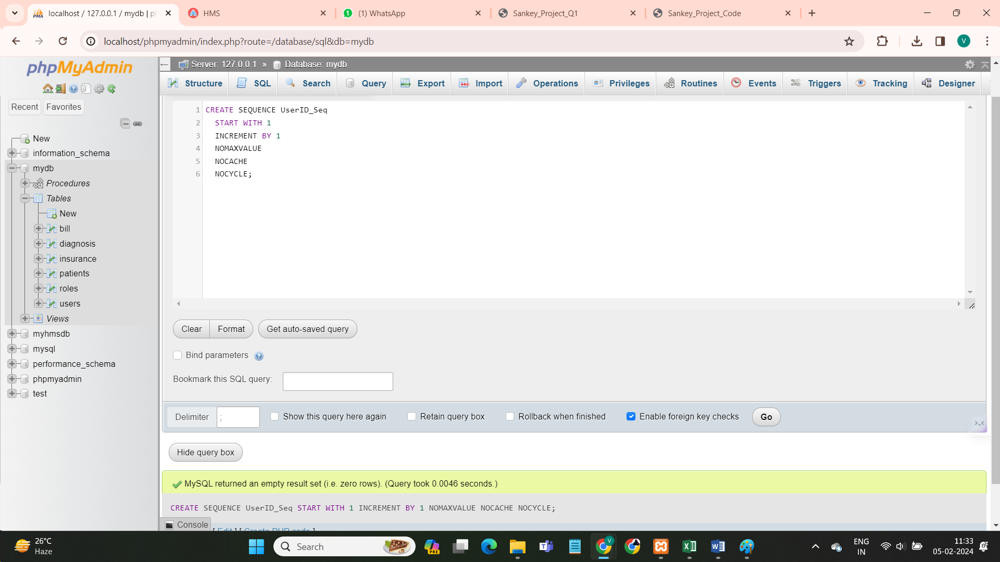 localhost / 127.0.0.1 / mydb | ph
HMS
(1) WhatsApp
Sankey_Project_Q1
Sankey_Project_Code
localhost/phpmyadmin/index.php?route=/database/sql&db=mydb
V
phpMyAdmin
Recent
Favorites
New
information_schema
mydb
Procedures
Tables
New
bill
diagnosis
insurance
patients
roles
users
Views
myhmsdb
mysql
performance_schema
phpmyadmin
test
Server: 127.0.0.1 » Database: mydb
Structure
SQL
Search
Query
Export
Import
Operations
Privileges
Routines
Events
Triggers
Tracking
Designer
1 CREATE SEQUENCE UserID_Seq
2 START WITH 1
3 INCREMENT BY 1
4 NOMAXVALUE
5 NOCACHE
6 NOCYCLE;
Clear
Format
Get auto-saved query
Bind parameters
Bookmark this SQL query:
Delimiter
;
Show this query here again
Retain query box
Rollback when finished
Enable foreign key checks
Go
Hide query box
MySQL returned an empty result set (i.e. zero rows). (Query took 0.0046 seconds.)
CREATE SEQUENCE UserID_Seq START WITH 1 INCREMENT BY 1 NOMAXVALUE NOCACHE NOCYCLE;
Console
[ Edit ] [ Create PHP code ]
26°C
Haze
Search
PRE
V
ENG
IN
11:33
05-02-2024